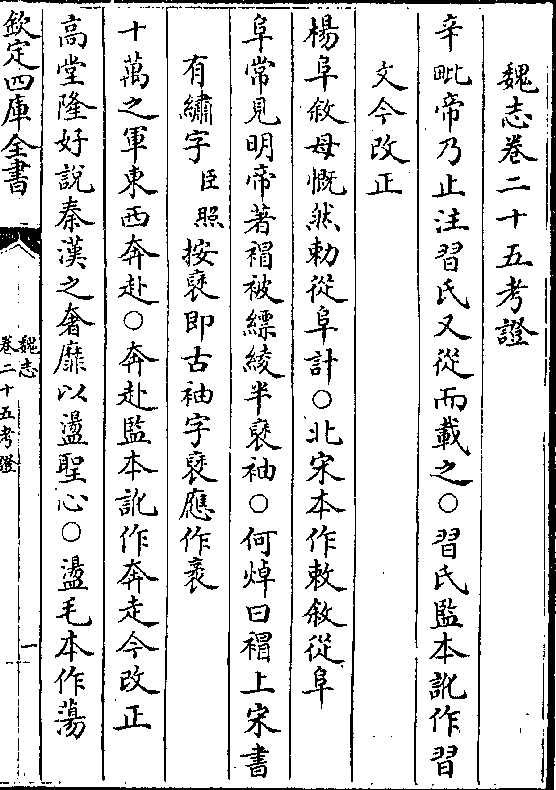 魏志卷二十五考證
辛毗帝乃止注習氏又從而載之○習氏監本訛作習
文今改正
楊阜敘母慨然勅從阜計○北宋本作敕敘從阜
阜常見明帝著㡌被縹綾半褎袖○何焯曰㡌上宋書
有繡字臣照按褎即古袖字褎應作袠
十萬之軍東西奔赴○奔赴監本訛作奔走今改正
高堂隆好說秦漢之奢靡以盪聖心○盪毛本作蕩
欽定四庫全書
魏志
卷二十五考證
一